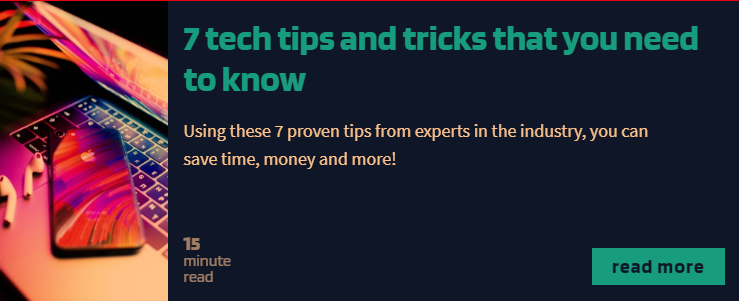 7 tech tips and tricks that you need
to know
Using these 7 proven tips from experts in the industry, you can
save time, money and more!
15
minute
read
read more